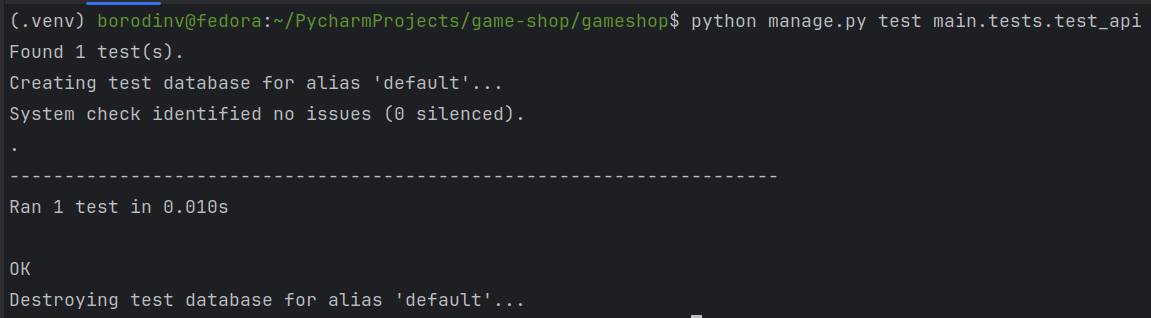 (.venv) borodinv@fedora:~/PycharmProjects/game-shop/gameshop$ python manage.py test main.tests.test_api
Found 1 test(s).
Creating test database for alias 'default'...
System check identified no issues (0 silenced).
.
----------------------------------------------------------------------
Ran 1 test in 0.010s
OK
Destroying test database for alias 'default'...